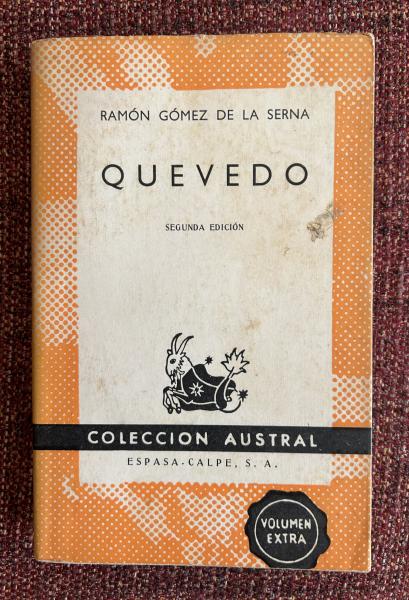 RAMÓN GÓMEZ DE LA SERNA
QUEVEDO
SEGUNDA EDICIÓN
COLECCION AUSTRAL
ESPASA-CALPE, S. A.
VOLUMEN
EXTRA